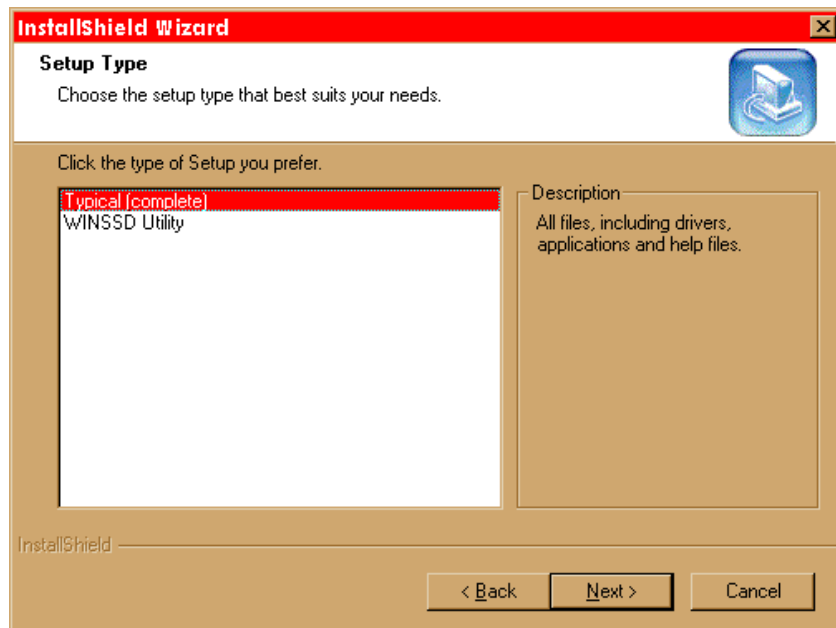 InstallShield Wizard
Setup Type
Choose the setup type that best suits your needs.
Click the type of Setup you prefer.
Typical (complete)
WINSSD Utility
Description
All files, including drivers,
applications and help files.
InstallShield
< Back
Next >
Cancel